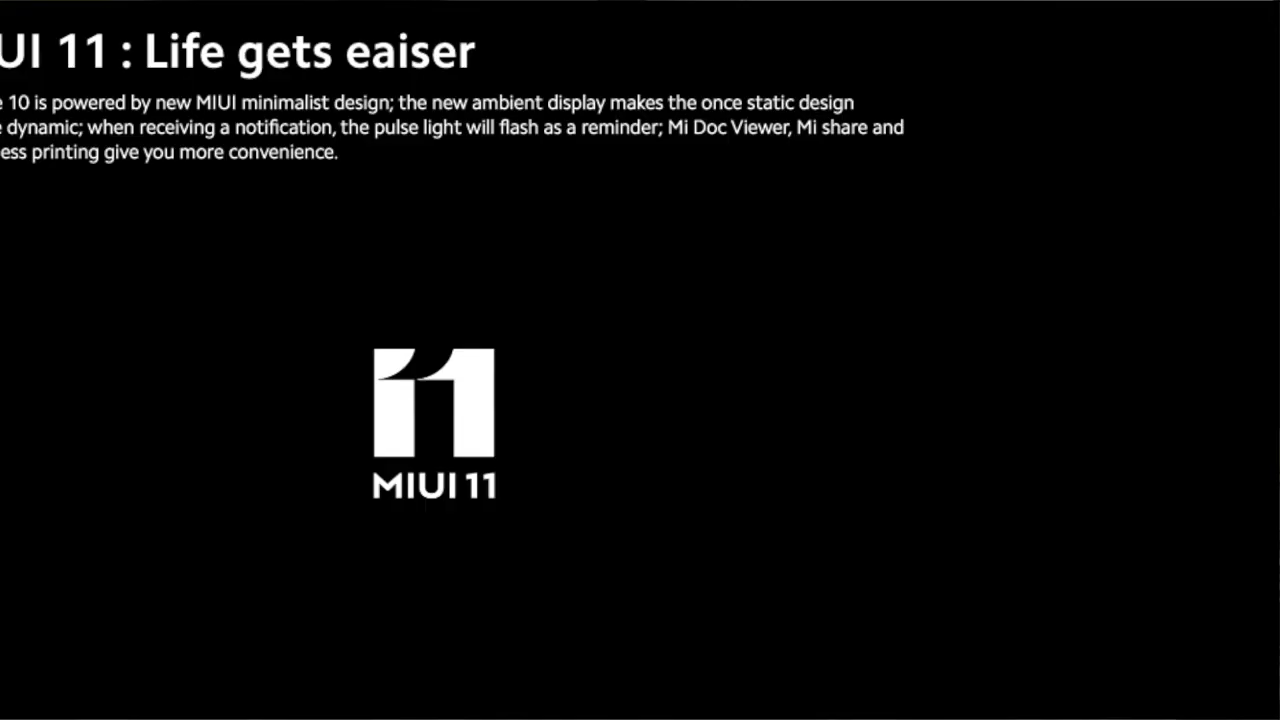 UI 11 : Life gets eaiser
e 10 is powered by new MIUI minimalist design; the new ambient display makes the once static design
e dynamic; when receiving a notification, the pulse light will flash as a reminder; Mi Doc Viewer, Mi share and
ess printing give you more convenience.
11
MIUI 11